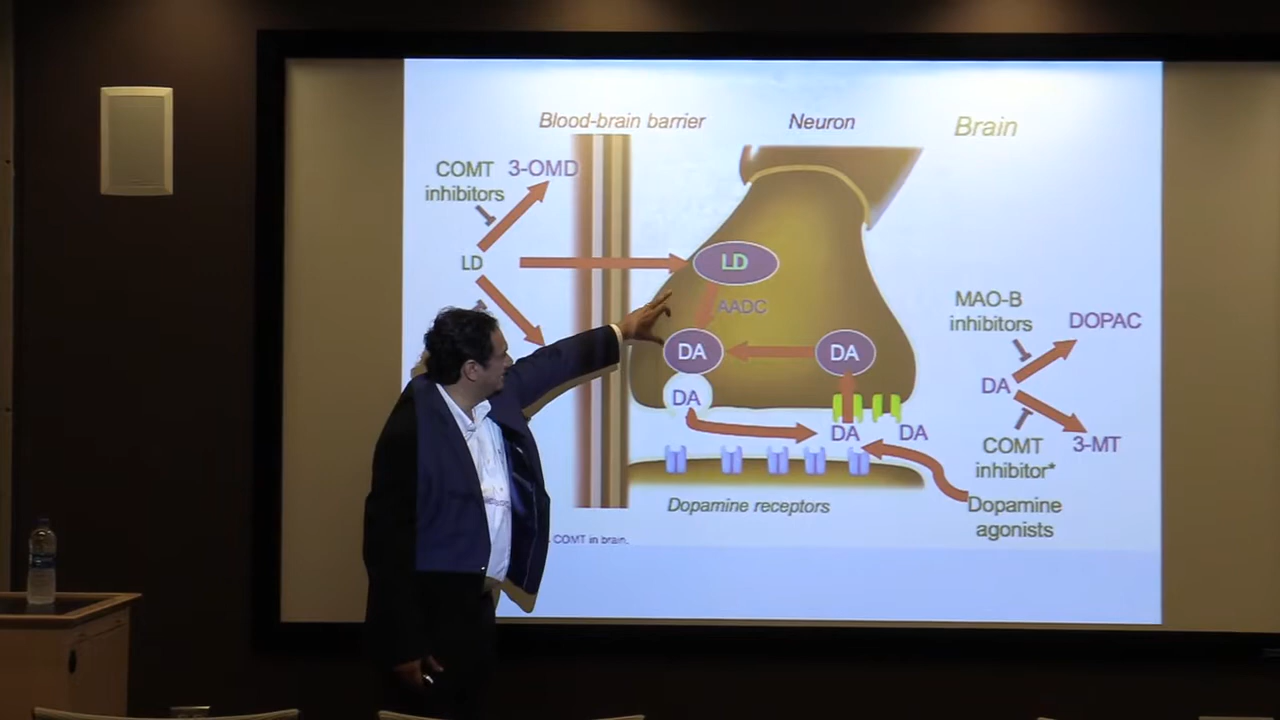 Blood-brain barrier
Neuron
Brain
COMT
inhibitors
3-OMD
LD
LD
AADC
DA
DA
DA
DA
DA
Dopamine receptors
MAO-B
inhibitors
DOPAC
DA
COMT
inhibitor*
3-MT
Dopamine
agonists
COMT in brain.